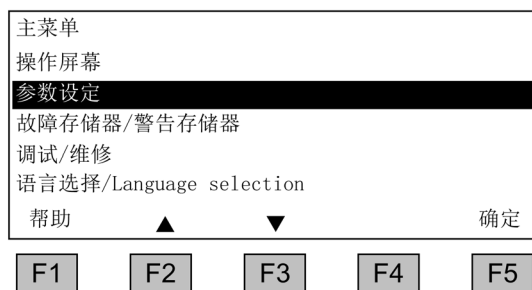 主菜单
操作屏幕
参数设定
故障存储器/警告存储器
调试/维修
语言选择/Language selection
帮助 ▲ ▼ 确定
F1 F2 F3 F4 F5